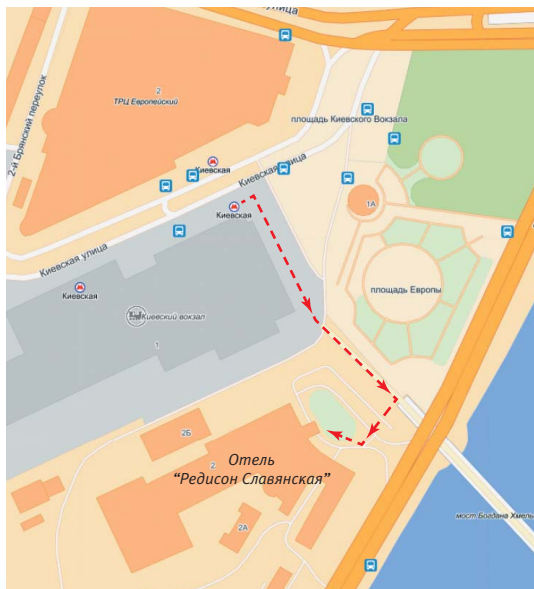 улица
2-й Брянский переулок
2
ТРЦ Европейский
площадь Киевского Вокзала
Киевская
Киевская улица
1А
Киевская
Киевская улица
площадь Европы
Киевская
Киевский вокзал
1
2Б
2
Отель
“Редисон Славянская”
2А
мост Богдана Хмель